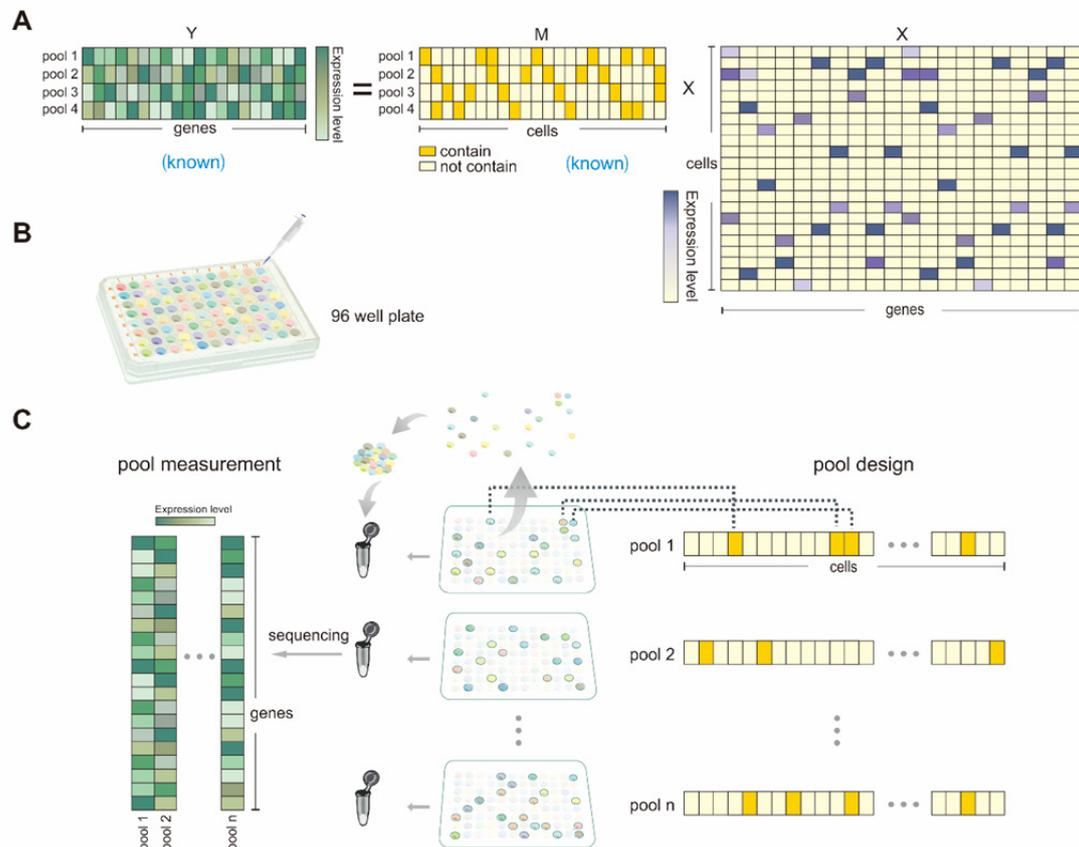 A
Y
M
X
pool 1
pool 2
pool 3
pool 4
genes
Expression level
(known)
=
pool 1
pool 2
pool 3
pool 4
cells
contain
not contain
(known)
X
cells
Expression level
genes
B
96 well plate
C
pool measurement
pool design
Expression level
genes
sequencing
pool 1
pool 2
pool n
pool 1
cells
pool 2
pool n